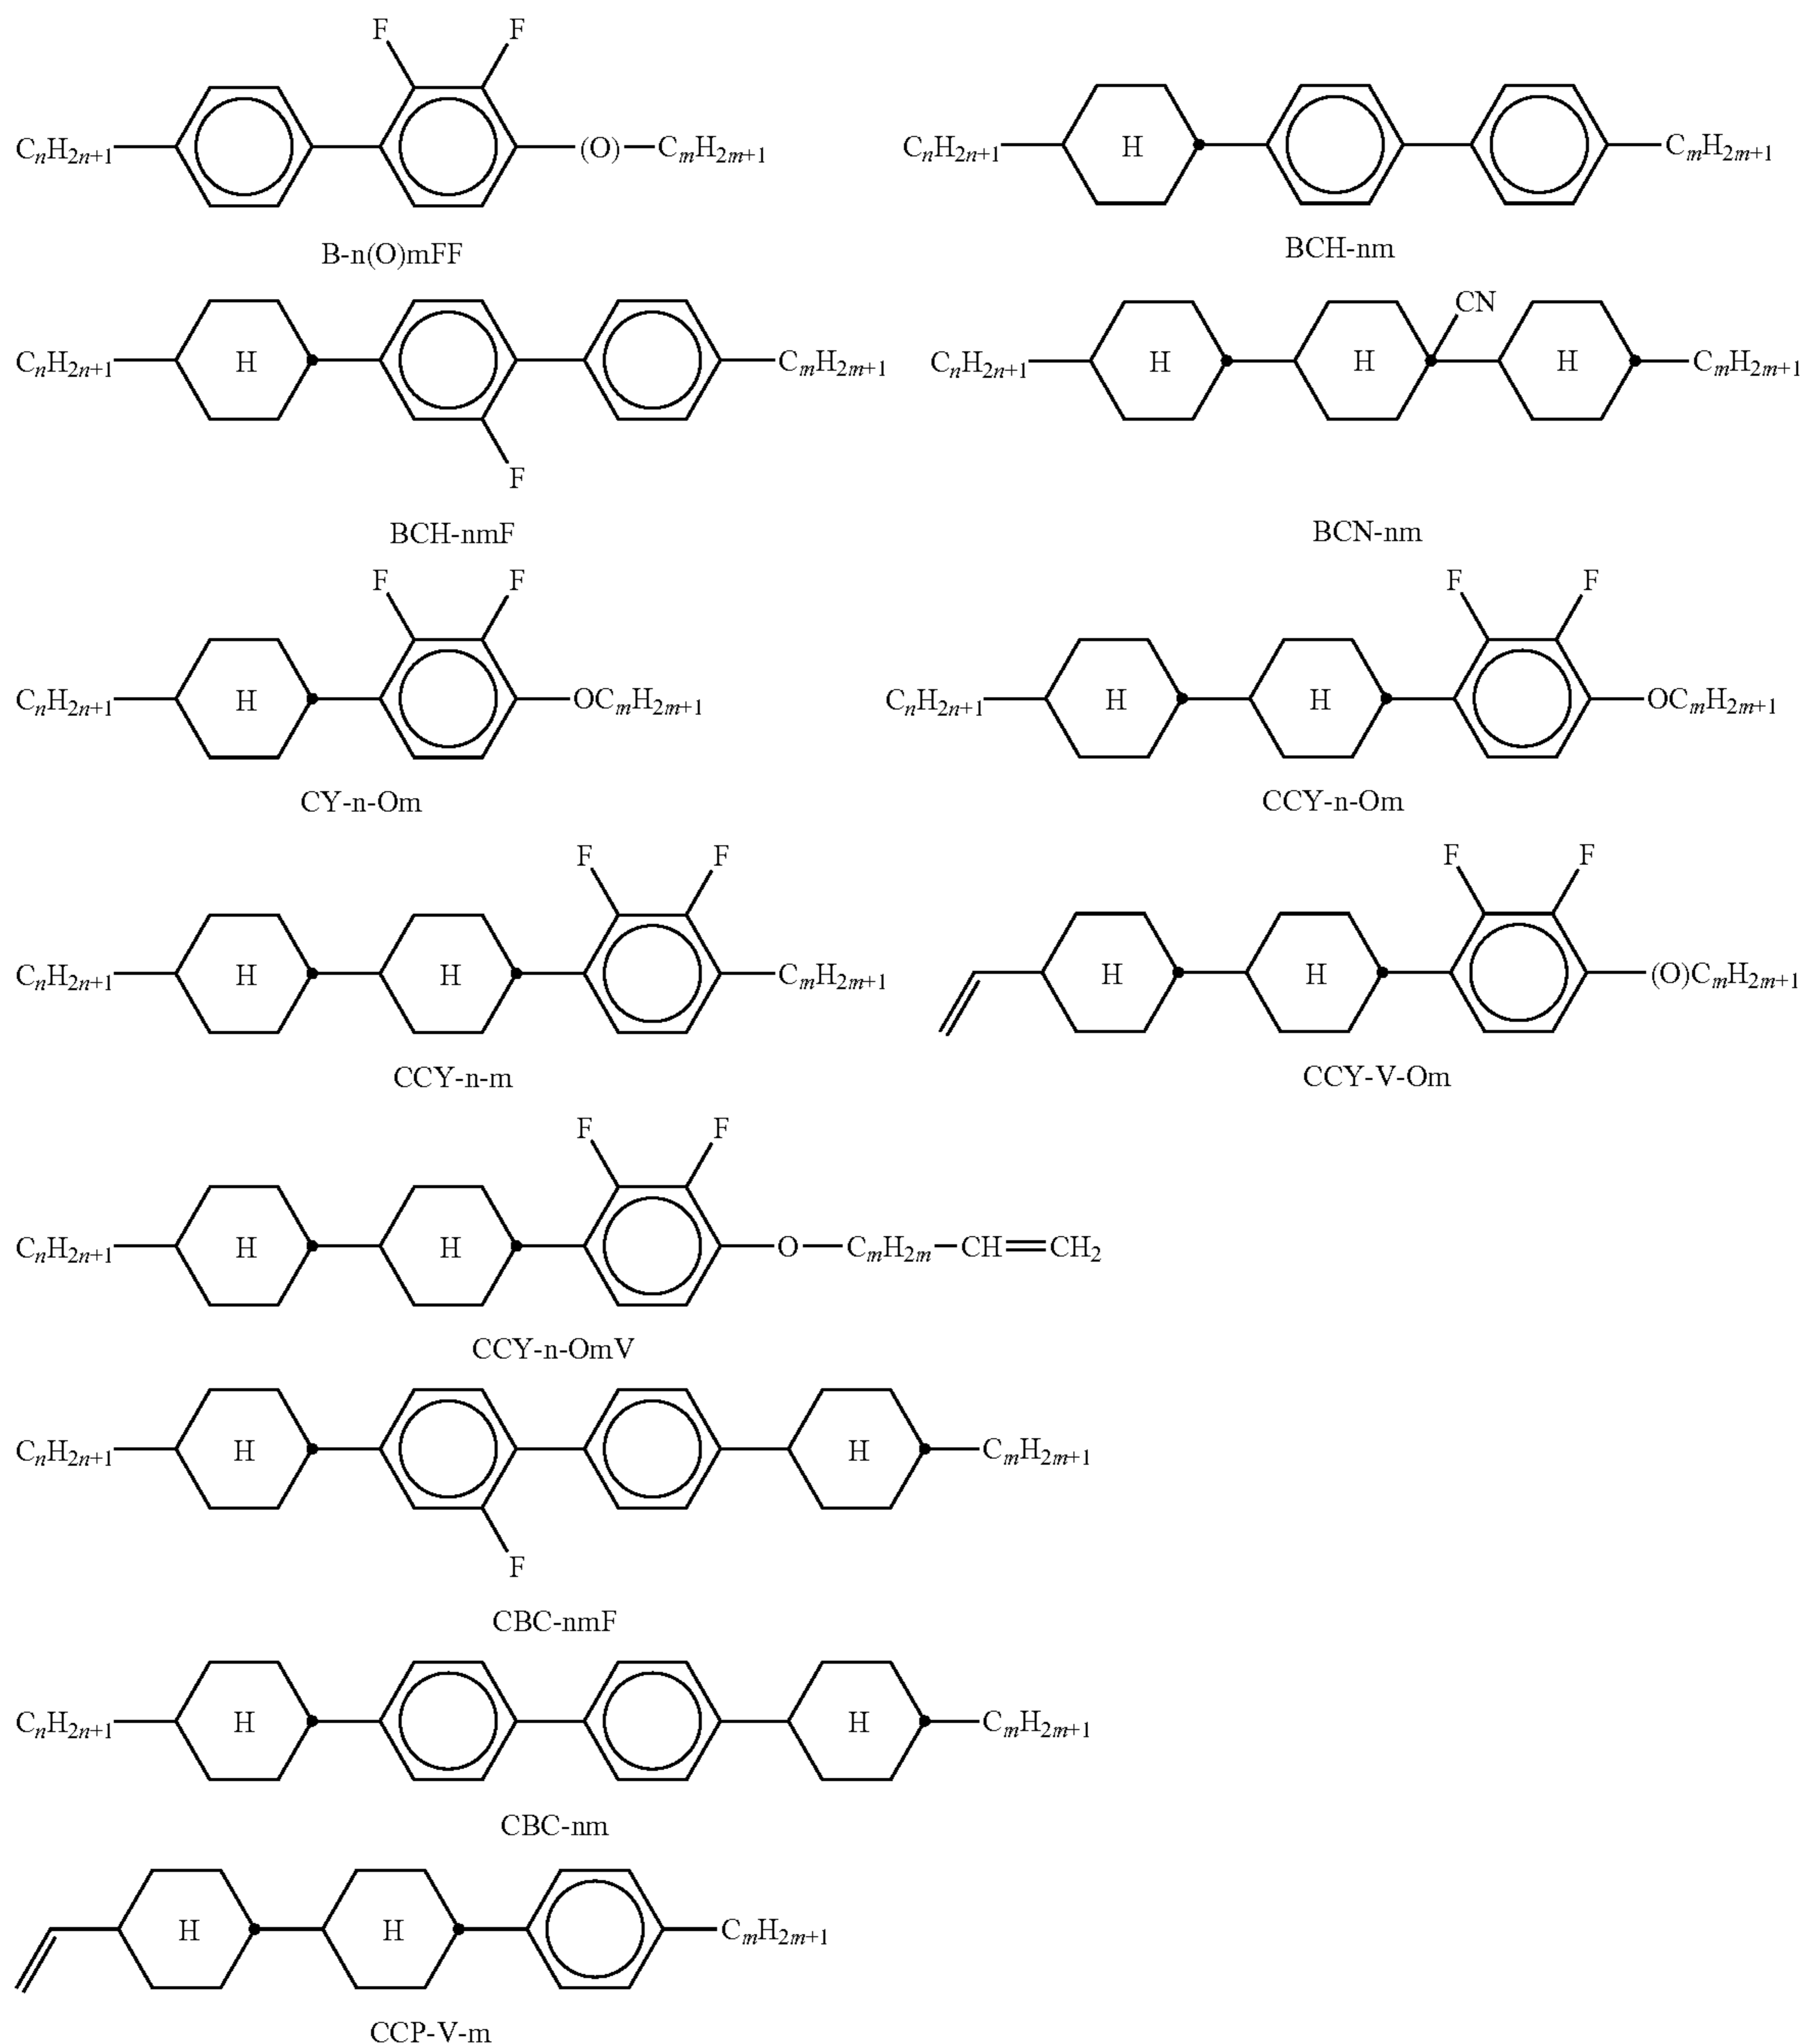 F F
CₙH₂ₙ₊₁ (O) CₘH₂ₘ₊₁
B-n(O)mFF
CₙH₂ₙ₊₁ H CₘH₂ₘ₊₁
BCH-nm
CₙH₂ₙ₊₁ H CₘH₂ₘ₊₁
F
BCH-nmF
CN
CₙH₂ₙ₊₁ H H H CₘH₂ₘ₊₁
BCN-nm
F F
CₙH₂ₙ₊₁ H OCₘH₂ₘ₊₁
CY-n-Om
F F
CₙH₂ₙ₊₁ H H OCₘH₂ₘ₊₁
CCY-n-Om
F F
CₙH₂ₙ₊₁ H H CₘH₂ₘ₊₁
CCY-n-m
F F
H H (O)CₘH₂ₘ₊₁
CCY-V-Om
F F
CₙH₂ₙ₊₁ H H O CₘH₂ₘ CH CH₂
CCY-n-OmV
CₙH₂ₙ₊₁ H H CₘH₂ₘ₊₁
F
CBC-nmF
CₙH₂ₙ₊₁ H H CₘH₂ₘ₊₁
CBC-nm
H H CₘH₂ₘ₊₁
CCP-V-m